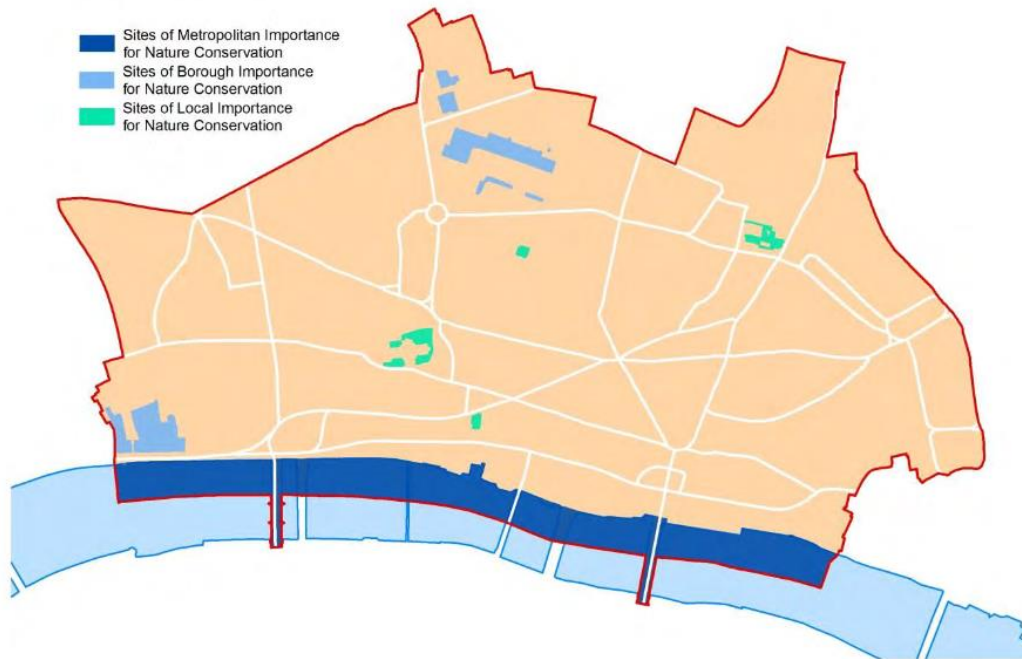 Sites of Metropolitan Importance
for Nature Conservation
Sites of Borough Importance
for Nature Conservation
Sites of Local Importance
for Nature Conservation